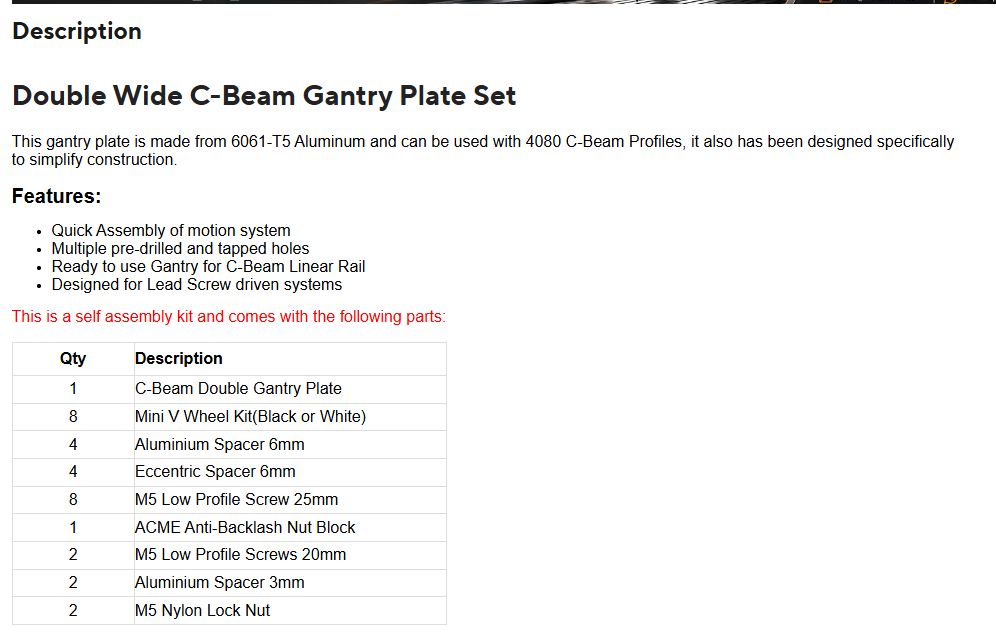 Description
Double Wide C-Beam Gantry Plate Set
This gantry plate is made from 6061-T5 Aluminum and can be used with 4080 C-Beam Profiles, it also has been designed specifically
to simplify construction.
Features:
• Quick Assembly of motion system
• Multiple pre-drilled and tapped holes
• Ready to use Gantry for C-Beam Linear Rail
• Designed for Lead Screw driven systems
This is a self assembly kit and comes with the following parts:
Qty Description
1 C-Beam Double Gantry Plate
8 Mini V Wheel Kit(Black or White)
4 Aluminium Spacer 6mm
4 Eccentric Spacer 6mm
8 M5 Low Profile Screw 25mm
1 ACME Anti-Backlash Nut Block
2 M5 Low Profile Screws 20mm
2 Aluminium Spacer 3mm
2 M5 Nylon Lock Nut